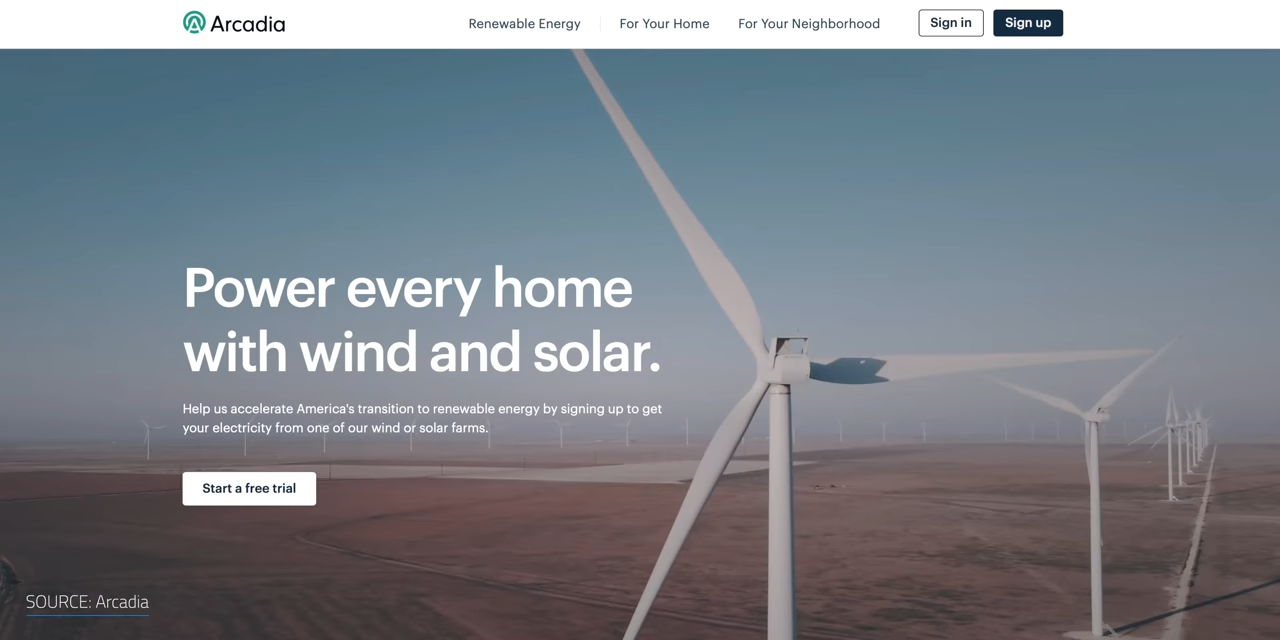 Arcadia
Renewable Energy
For Your Home
For Your Neighborhood
Sign in
Sign up
Power every home
with wind and solar.
Help us accelerate America's transition to renewable energy by signing up to get
your electricity from one of our wind or solar farms.
Start a free trial
SOURCE: Arcadia